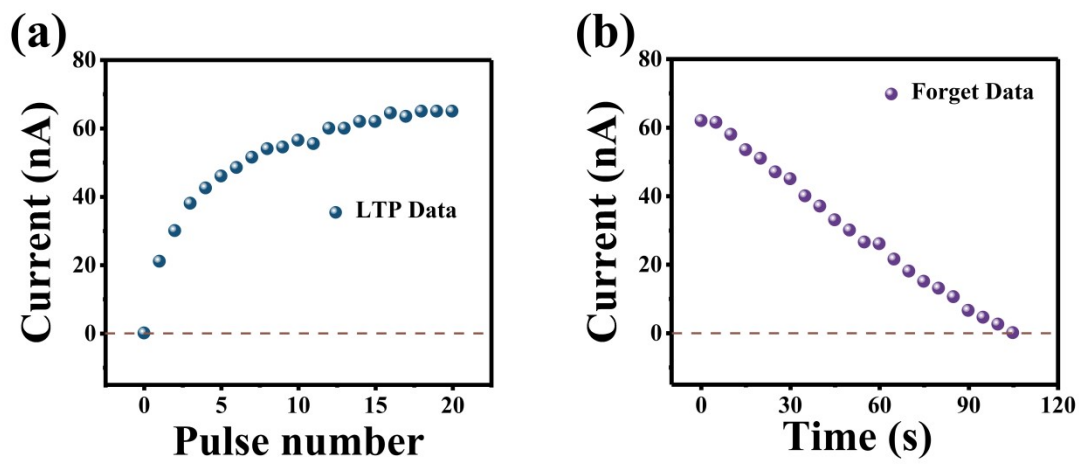 (a)
80
60
40
20
0
Current (nA)
LTP Data
0 5 10 15 20
Pulse number
(b)
80
60
40
20
0
Current (nA)
Forget Data
0 30 60 90 120
Time (s)